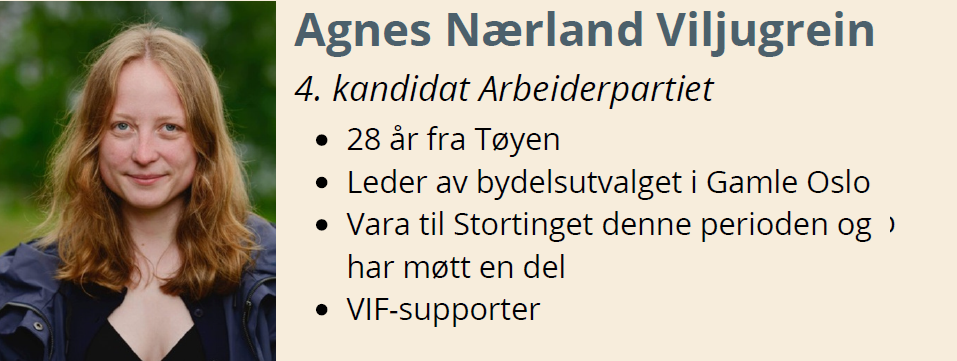 Agnes Nærland Viljugrein
4. kandidat Arbeiderpartiet
• 28 år fra Tøyen
• Leder av bydelsutvalget i Gamle Oslo
• Vara til Stortinget denne perioden og
har møtt en del
• VIF-supporter